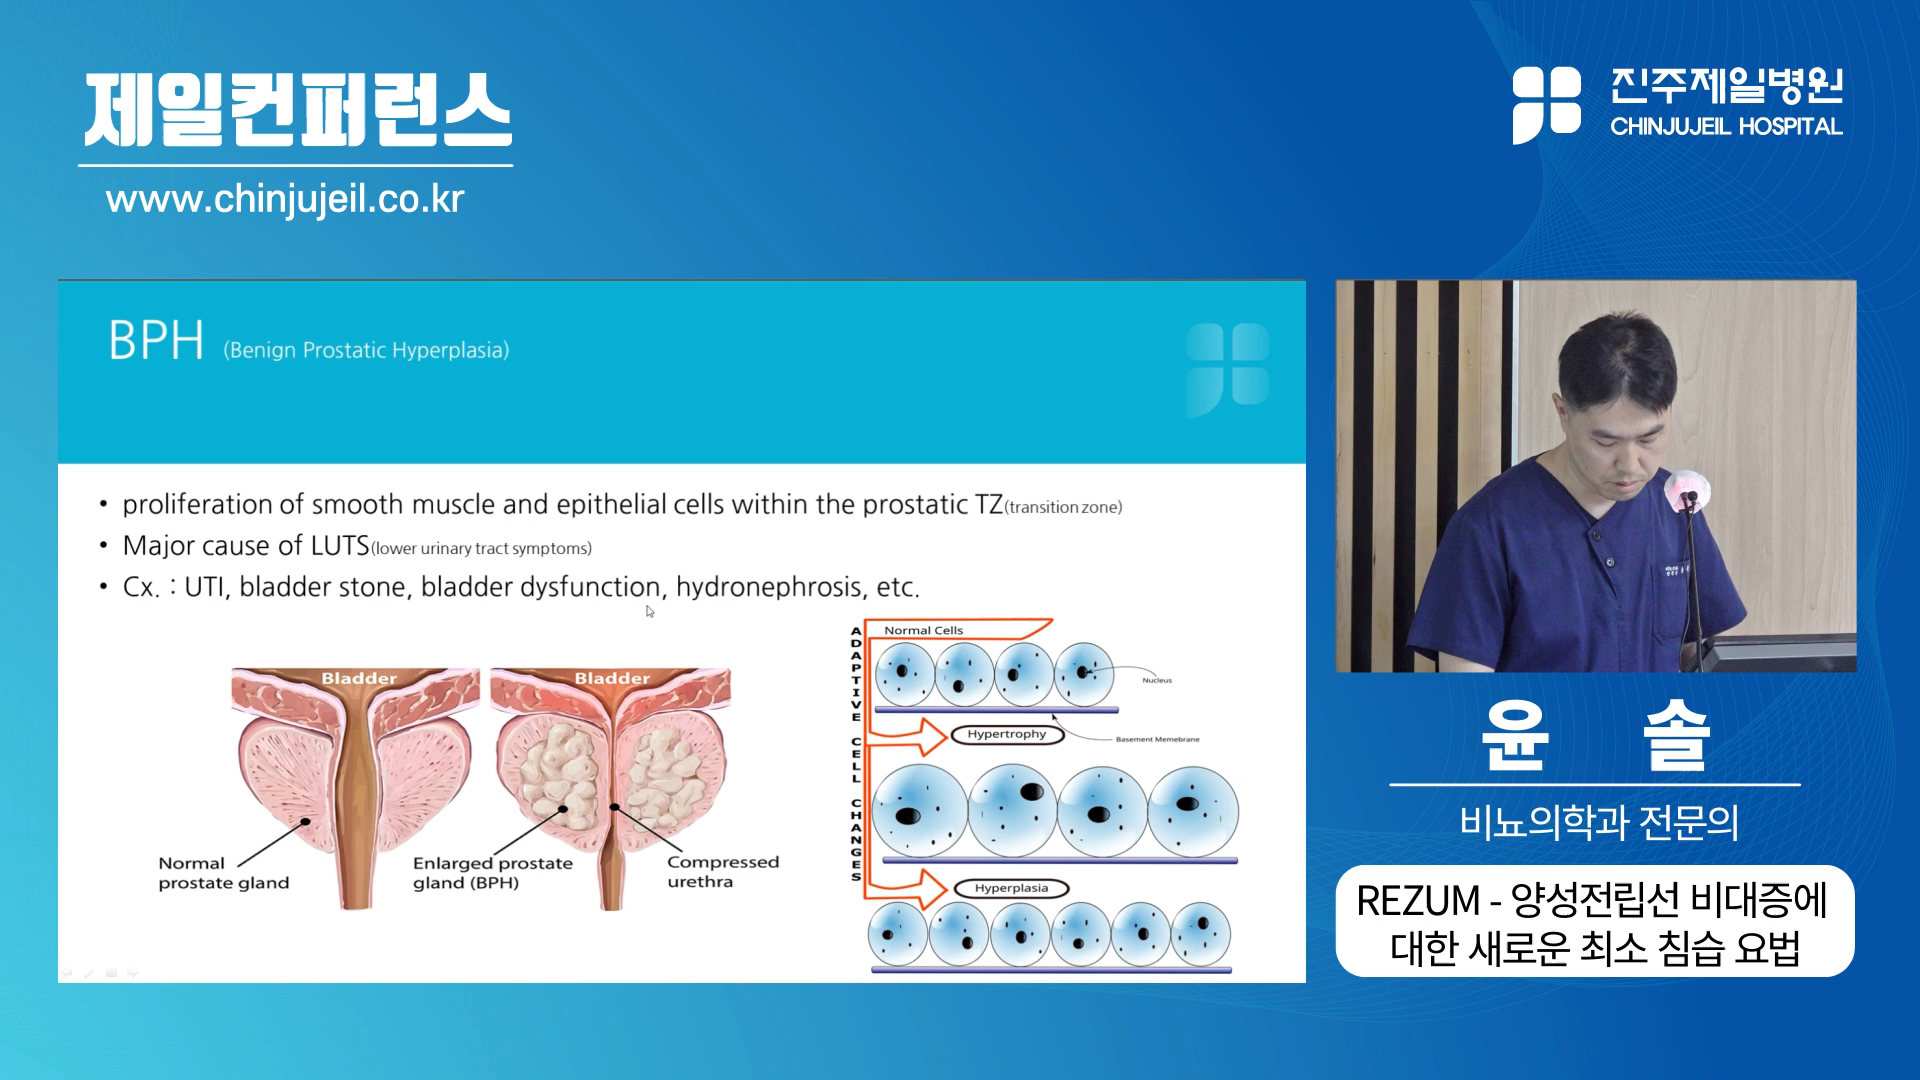 제일컨퍼런스
www.chinjujeil.co.kr
진주제일병원
CHINJUJEIL HOSPITAL
BPH (Benign Prostatic Hyperplasia)
• proliferation of smooth muscle and epithelial cells within the prostatic TZ(transition zone)
• Major cause of LUTS(lower urinary tract symptoms)
• Cx. : UTI, bladder stone, bladder dysfunction, hydronephrosis, etc.
Bladder
Bladder
Normal
prostate gland
Enlarged prostate
gland (BPH)
Compressed
urethra
ADAPTIVE CELL CHANGES
Normal Cells
Nucleus
Hypertrophy
Basement Memebrane
Hyperplasia
윤 솔
비뇨의학과 전문의
REZUM - 양성전립선 비대증에
대한 새로운 최소 침습 요법